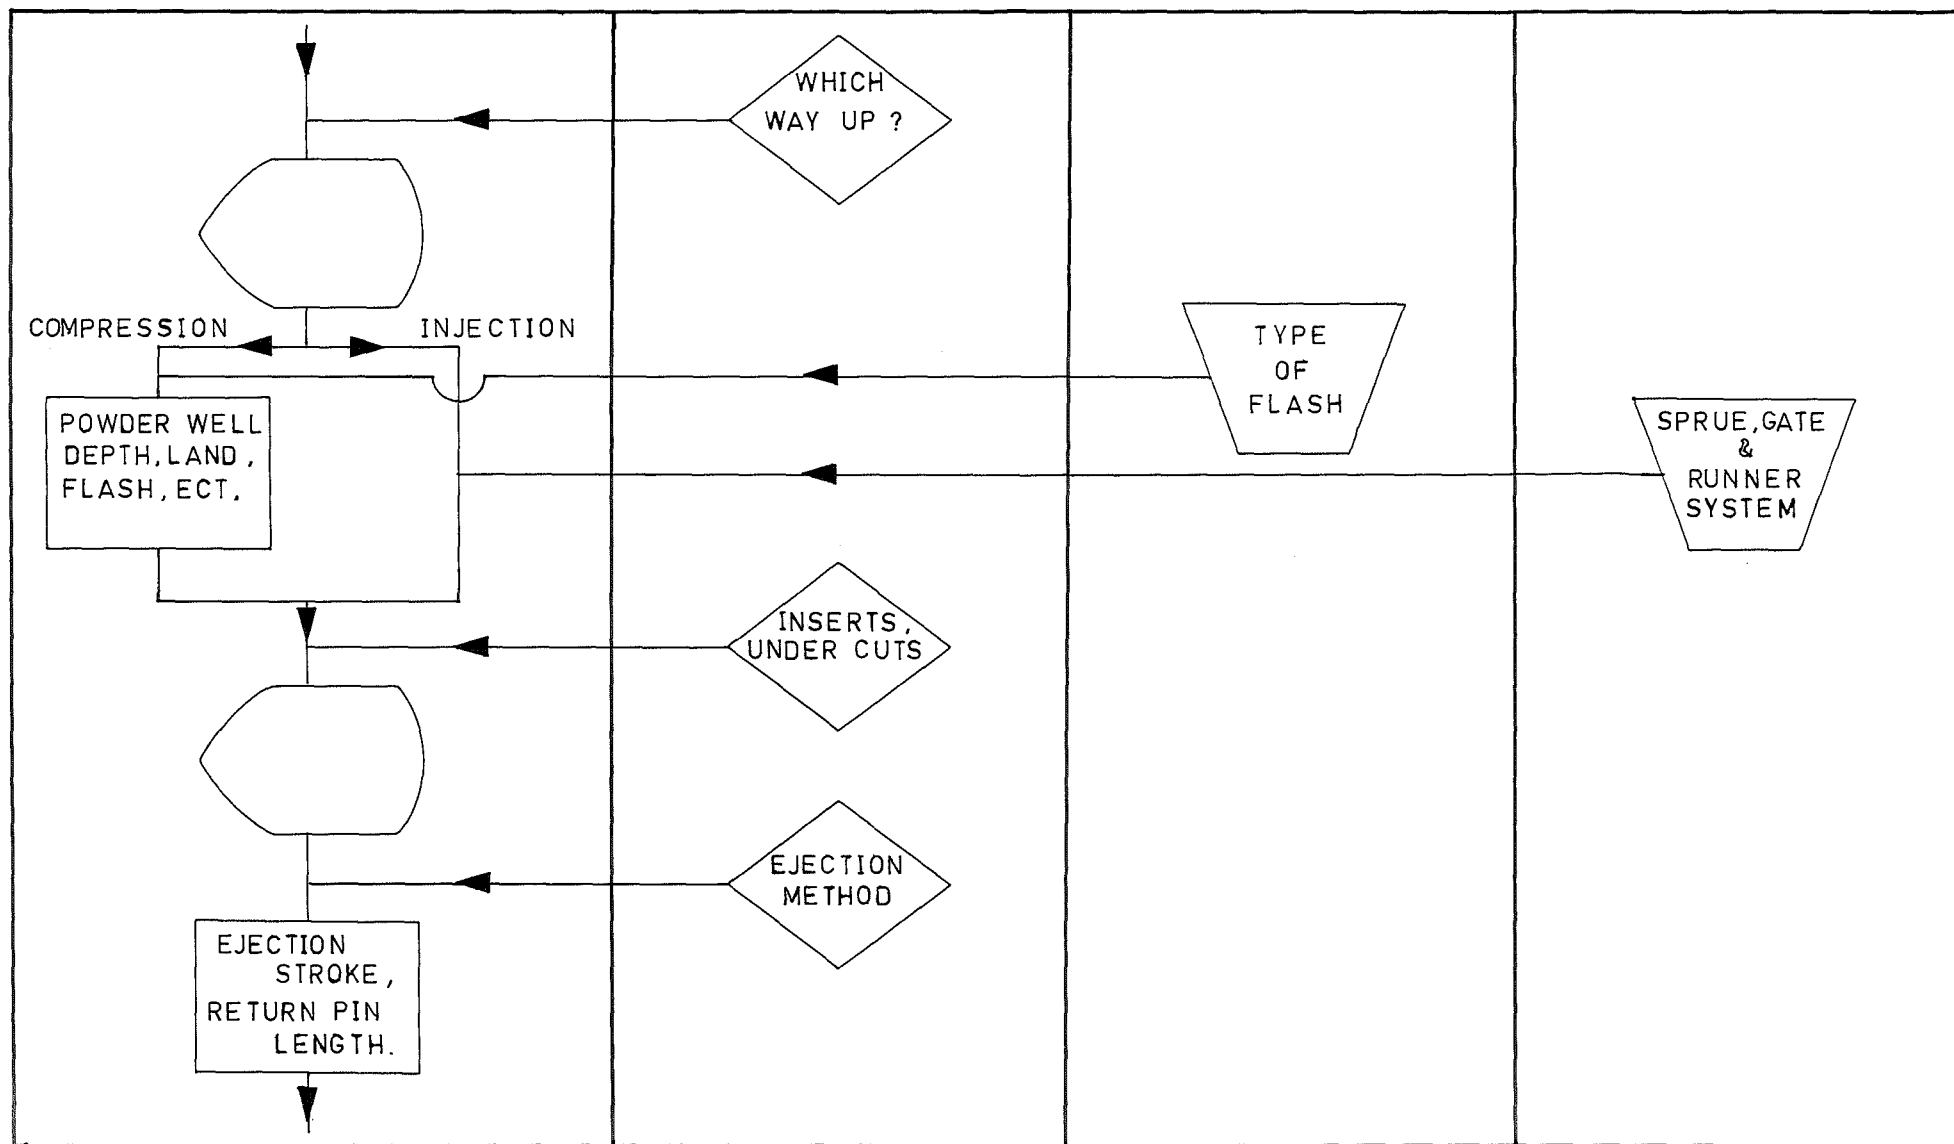 WHICH
WAY UP ?
COMPRESSION
INJECTION
TYPE
OF
FLASH
POWDER WELL
DEPTH, LAND,
FLASH, ECT.
SPRUE, GATE
&
RUNNER
SYSTEM
INSERTS,
UNDER CUTS
EJECTION
METHOD
EJECTION
STROKE,
RETURN PIN
LENGTH.